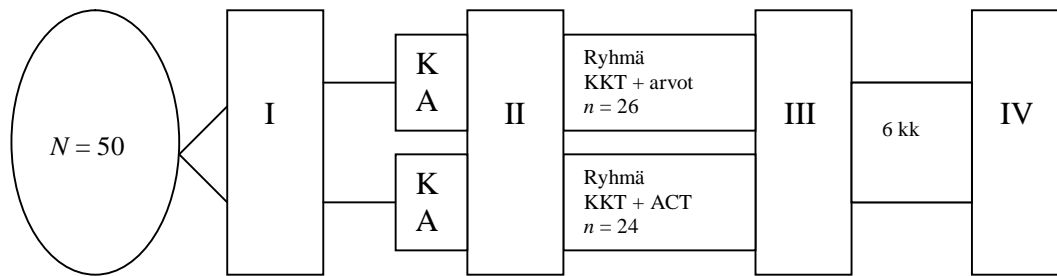 N = 50
I
K
A
K
A
II
Ryhmä
KKT + arvot
n = 26
Ryhmä
KKT + ACT
n = 24
III
6 kk
IV